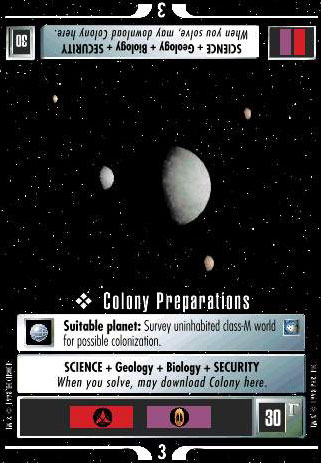 3
SCIENCE + Geology + Biology + SECURITY
When you solve, may download Colony here.
30
❖ Colony Preparations
Suitable planet: Survey uninhabited class-M world
for possible colonization.
SCIENCE + Geology + Biology + SECURITY
When you solve, may download Colony here.
30
3